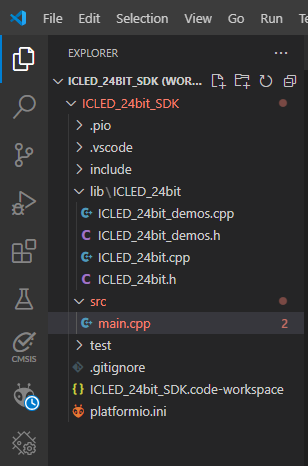 File Edit Selection View Go Run Te
EXPLORER ...
ICLED_24BIT_SDK (WOR...
ICLED_24bit_SDK
.pio
.vscode
include
lib\ICLED_24bit
ICLED_24bit_demos.cpp
C ICLED_24bit_demos.h
ICLED_24bit.cpp
C ICLED_24bit.h
src
main.cpp 2
test
.gitignore
{} ICLED_24bit_SDK.code-workspace
platformio.ini
CMSIS